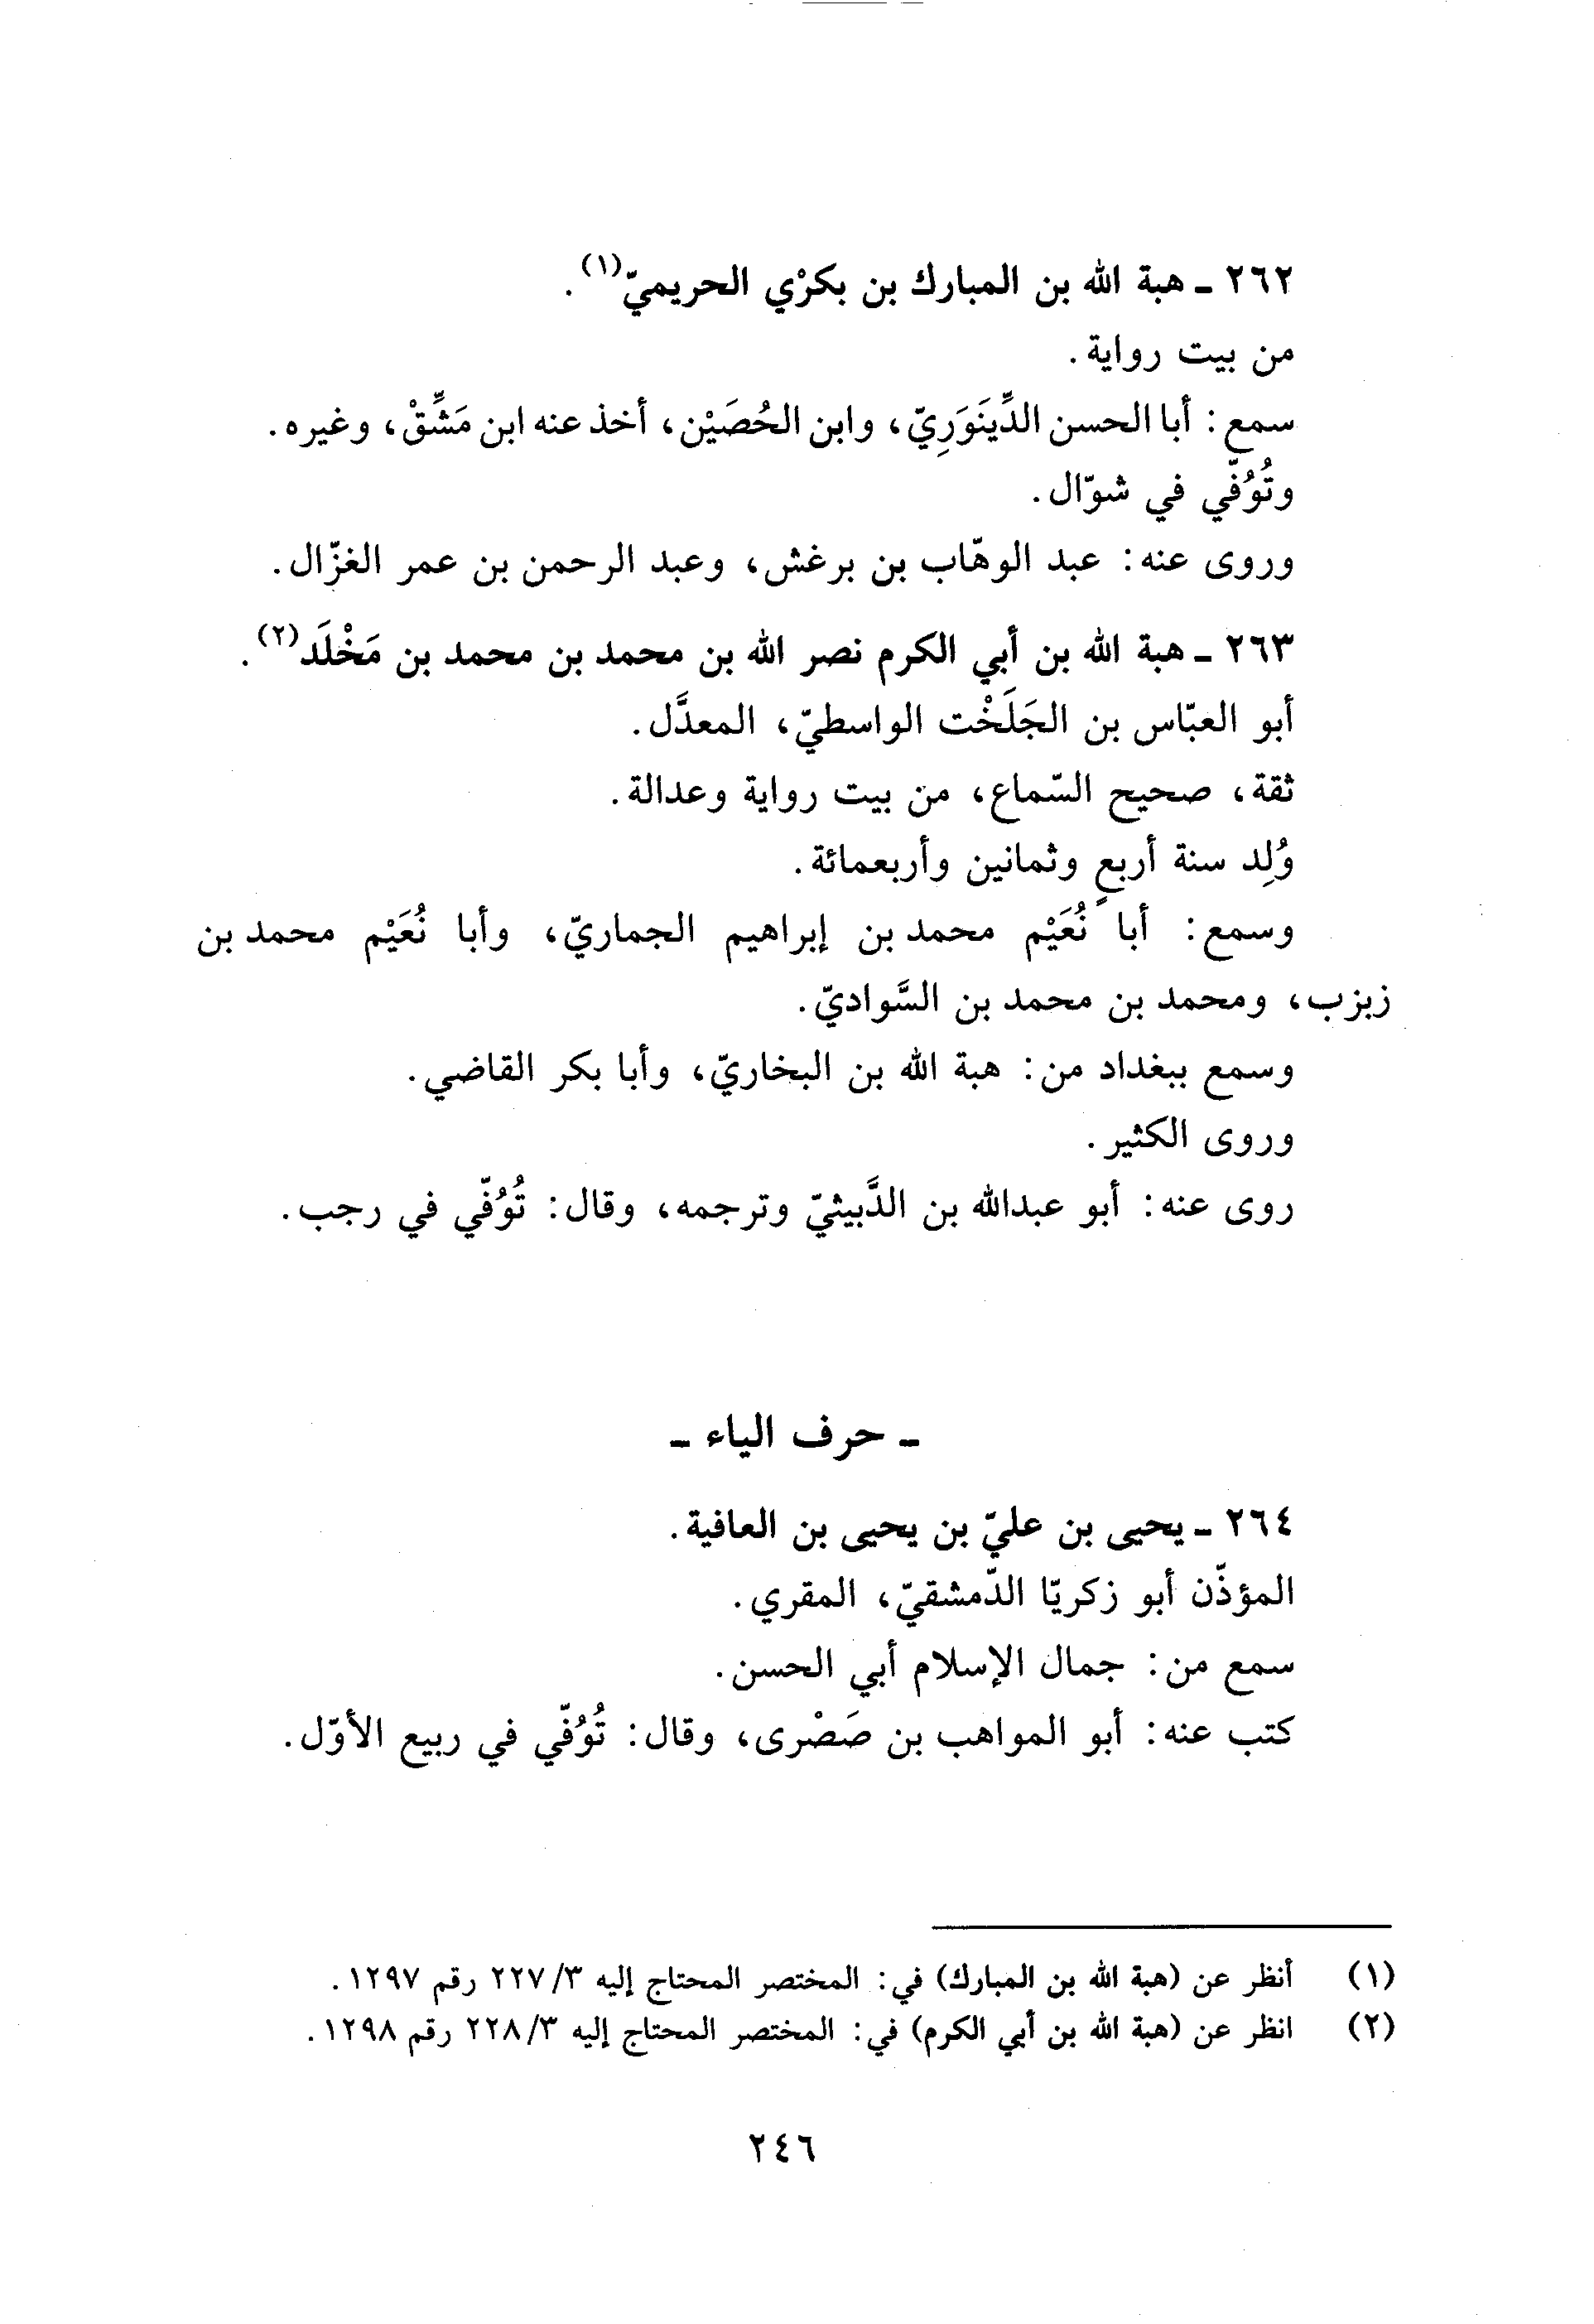 ٢٦٢ ـ هبة الله بن المبارك بن بكرْي الحريميّ(١).
من بيت رواية.
سمع: أبا الحسن الدِّينَوَرِيّ، وابن الحُصَيْن، أخذ عنه ابن مَشِّقْ، وغيره.
وتُوُفّي في شوّال.
وروى عنه: عبد الوهّاب بن برغش، وعبد الرحمن بن عمر الغزّال.
٢٦٣ ـ هبة الله بن أبي الكرم نصر الله بن محمد بن محمد بن مَخْلَد(٢).
أبو العبّاس بن الجَلَخْت الواسطيّ، المعدَّل.
ثقة، صحيح السّماع، من بيت رواية وعدالة.
وُلِد سنة أربعٍ وثمانين وأربعمائة.
وسمع: أبا نُعَيْم محمد بن إبراهيم الجماريّ، وأبا نُعَيْم محمد بن
زبزب، ومحمد بن محمد بن السَّواديّ.
وسمع ببغداد من: هبة الله بن البخاريّ، وأبا بكر القاضي.
وروى الكثير.
روى عنه: أبو عبدالله بن الدَّبيثيّ وترجمه، وقال: تُوُفّي في رجب.
ـ حرف الياء ـ
٢٦٤ ـ يحيى بن عليّ بن يحيى بن العافية.
المؤذّن أبو زكريّا الدّمشقيّ، المقري.
سمع من: جمال الإسلام أبي الحسن.
كتب عنه: أبو المواهب بن صَصْرى، وقال: تُوُفّي في ربيع الأوّل.
(١) أنظر عن (هبة الله بن المبارك) في: المختصر المحتاج إليه ٣/٢٢٧ رقم ١٢٩٧.
(٢) انظر عن (هبة الله بن أبي الكرم) في: المختصر المحتاج إليه ٣/٢٢٨ رقم ١٢٩٨.
٢٤٦